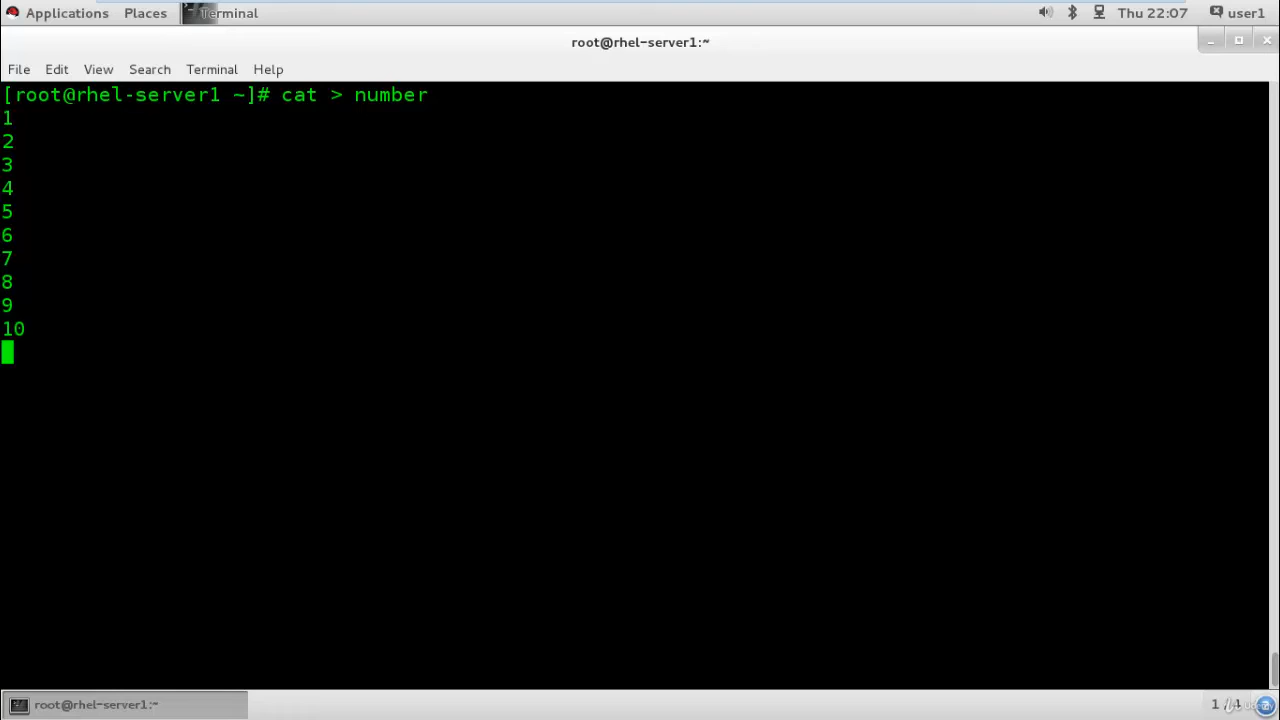 Applications Places Terminal Thu 22:07 user1
root@rhel-server1:~
File Edit View Search Terminal Help
[root@rhel-server1 ~]# cat > number
1
2
3
4
5
6
7
8
9
10
root@rhel-server1:~ 1 / 4